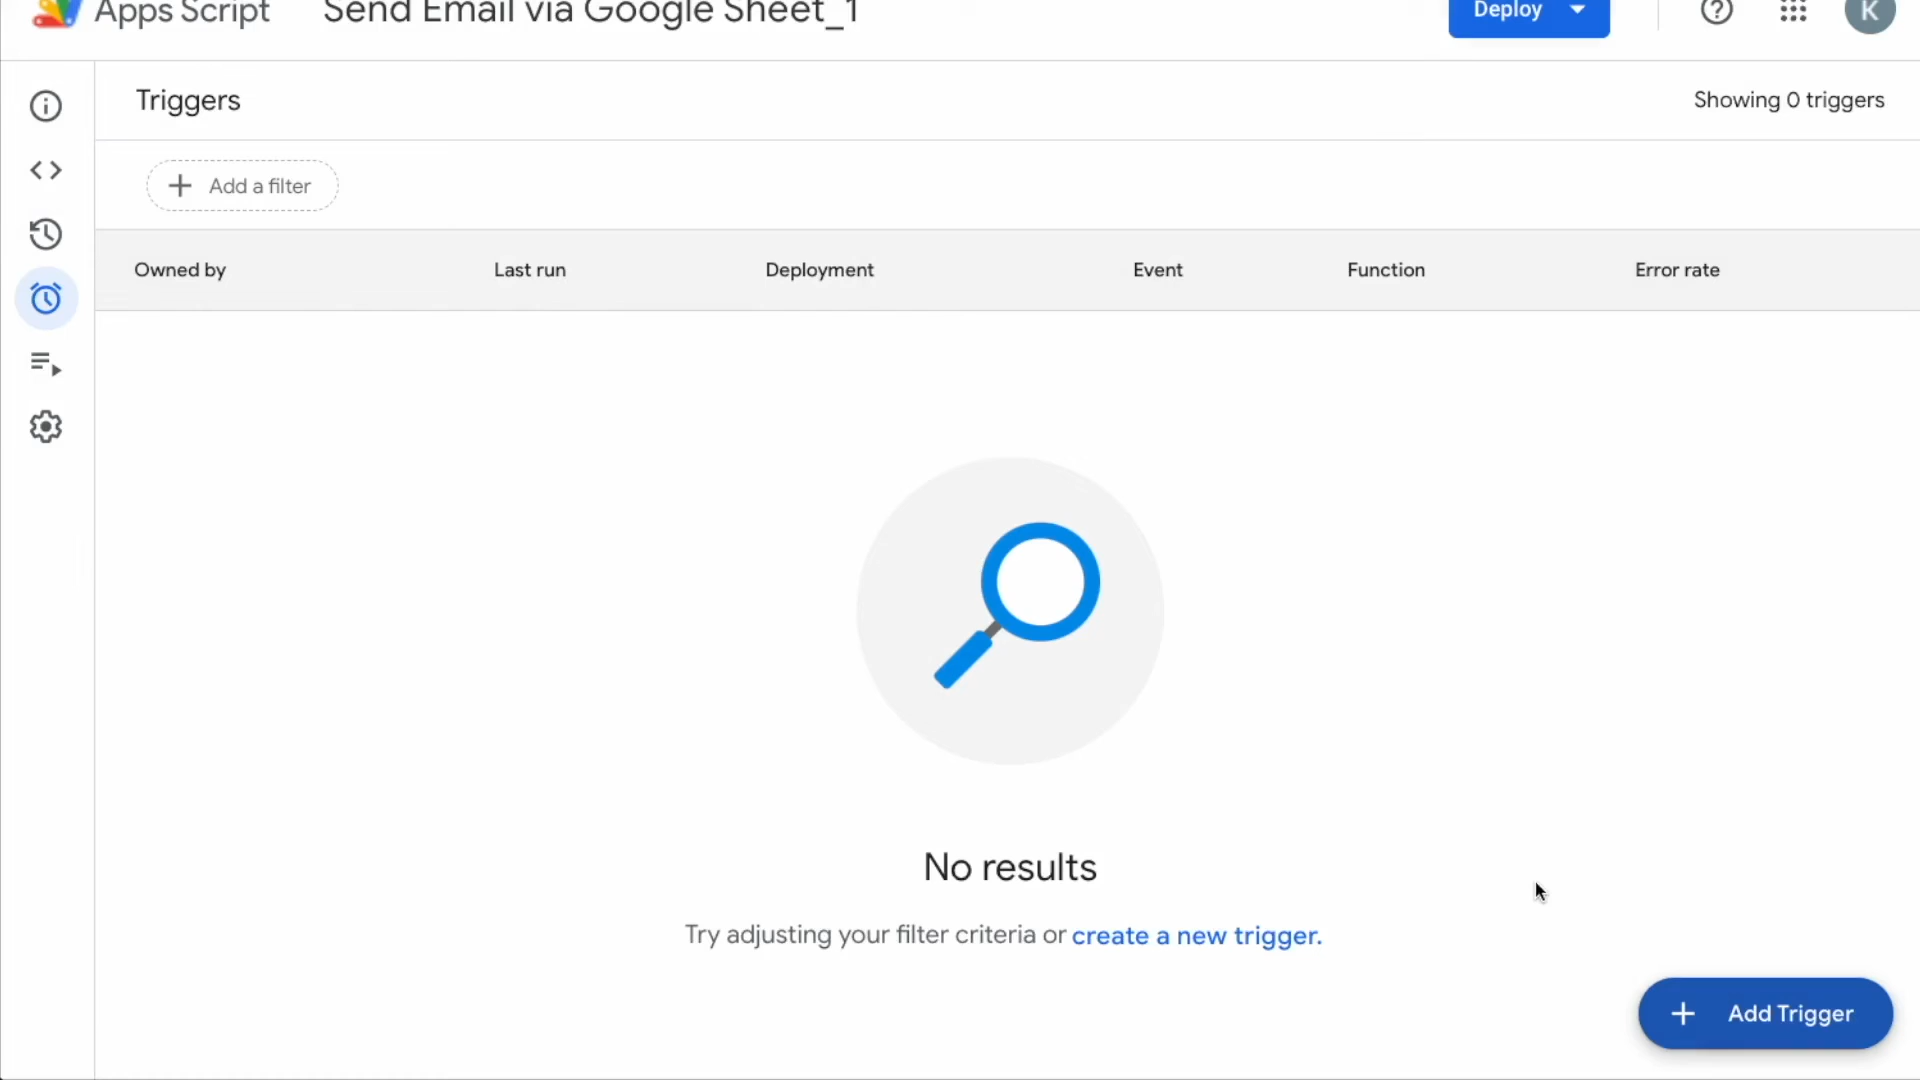 Apps Script
Send Email via Google Sheet_1
Deploy
K
Triggers
Showing 0 triggers
Add a filter
Owned by
Last run
Deployment
Event
Function
Error rate
No results
Try adjusting your filter criteria or create a new trigger.
Add Trigger